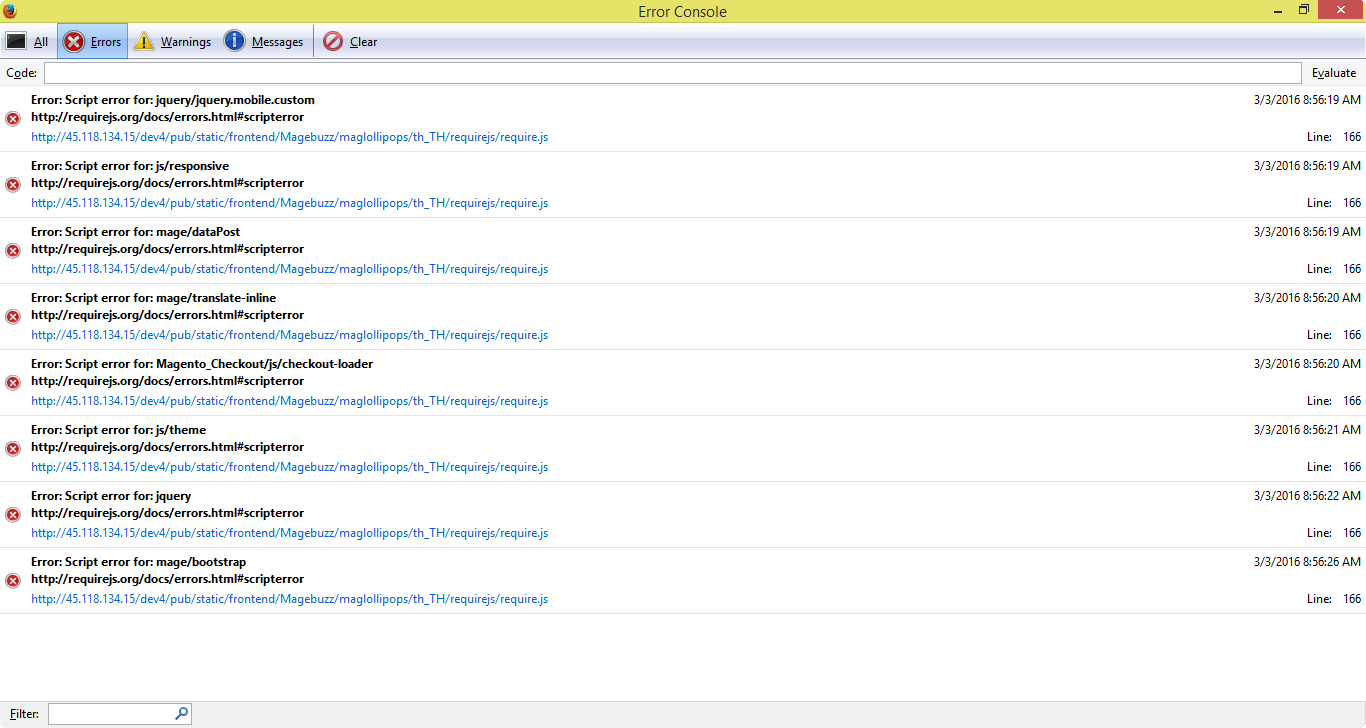 Error Console
All Errors Warnings Messages Clear
Code: Evaluate
Error: Script error for: jquery/jquery.mobile.custom 3/3/2016 8:56:19 AM
http://requirejs.org/docs/errors.html#scripterror
http://45.118.134.15/dev4/pub/static/frontend/Magebuzz/maglollipops/th_TH/requirejs/require.js Line: 166
Error: Script error for: js/responsive 3/3/2016 8:56:19 AM
http://requirejs.org/docs/errors.html#scripterror
http://45.118.134.15/dev4/pub/static/frontend/Magebuzz/maglollipops/th_TH/requirejs/require.js Line: 166
Error: Script error for: mage/dataPost 3/3/2016 8:56:19 AM
http://requirejs.org/docs/errors.html#scripterror
http://45.118.134.15/dev4/pub/static/frontend/Magebuzz/maglollipops/th_TH/requirejs/require.js Line: 166
Error: Script error for: mage/translate-inline 3/3/2016 8:56:20 AM
http://requirejs.org/docs/errors.html#scripterror
http://45.118.134.15/dev4/pub/static/frontend/Magebuzz/maglollipops/th_TH/requirejs/require.js Line: 166
Error: Script error for: Magento_Checkout/js/checkout-loader 3/3/2016 8:56:20 AM
http://requirejs.org/docs/errors.html#scripterror
http://45.118.134.15/dev4/pub/static/frontend/Magebuzz/maglollipops/th_TH/requirejs/require.js Line: 166
Error: Script error for: js/theme 3/3/2016 8:56:21 AM
http://requirejs.org/docs/errors.html#scripterror
http://45.118.134.15/dev4/pub/static/frontend/Magebuzz/maglollipops/th_TH/requirejs/require.js Line: 166
Error: Script error for: jquery 3/3/2016 8:56:22 AM
http://requirejs.org/docs/errors.html#scripterror
http://45.118.134.15/dev4/pub/static/frontend/Magebuzz/maglollipops/th_TH/requirejs/require.js Line: 166
Error: Script error for: mage/bootstrap 3/3/2016 8:56:26 AM
http://requirejs.org/docs/errors.html#scripterror
http://45.118.134.15/dev4/pub/static/frontend/Magebuzz/maglollipops/th_TH/requirejs/require.js Line: 166
Filter: